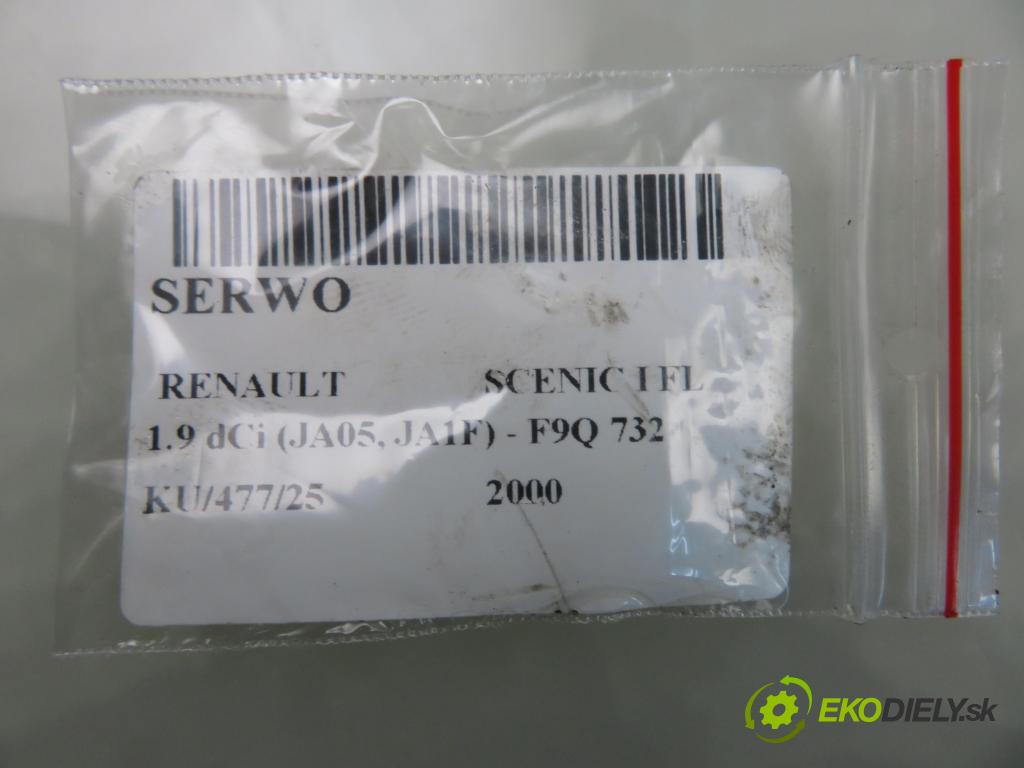 SERWO
RENAULT SCENIC I FL
1.9 dCi (JA05, JA1F) - F9Q 732
KU/477/25 2000
EKODIELY.sk